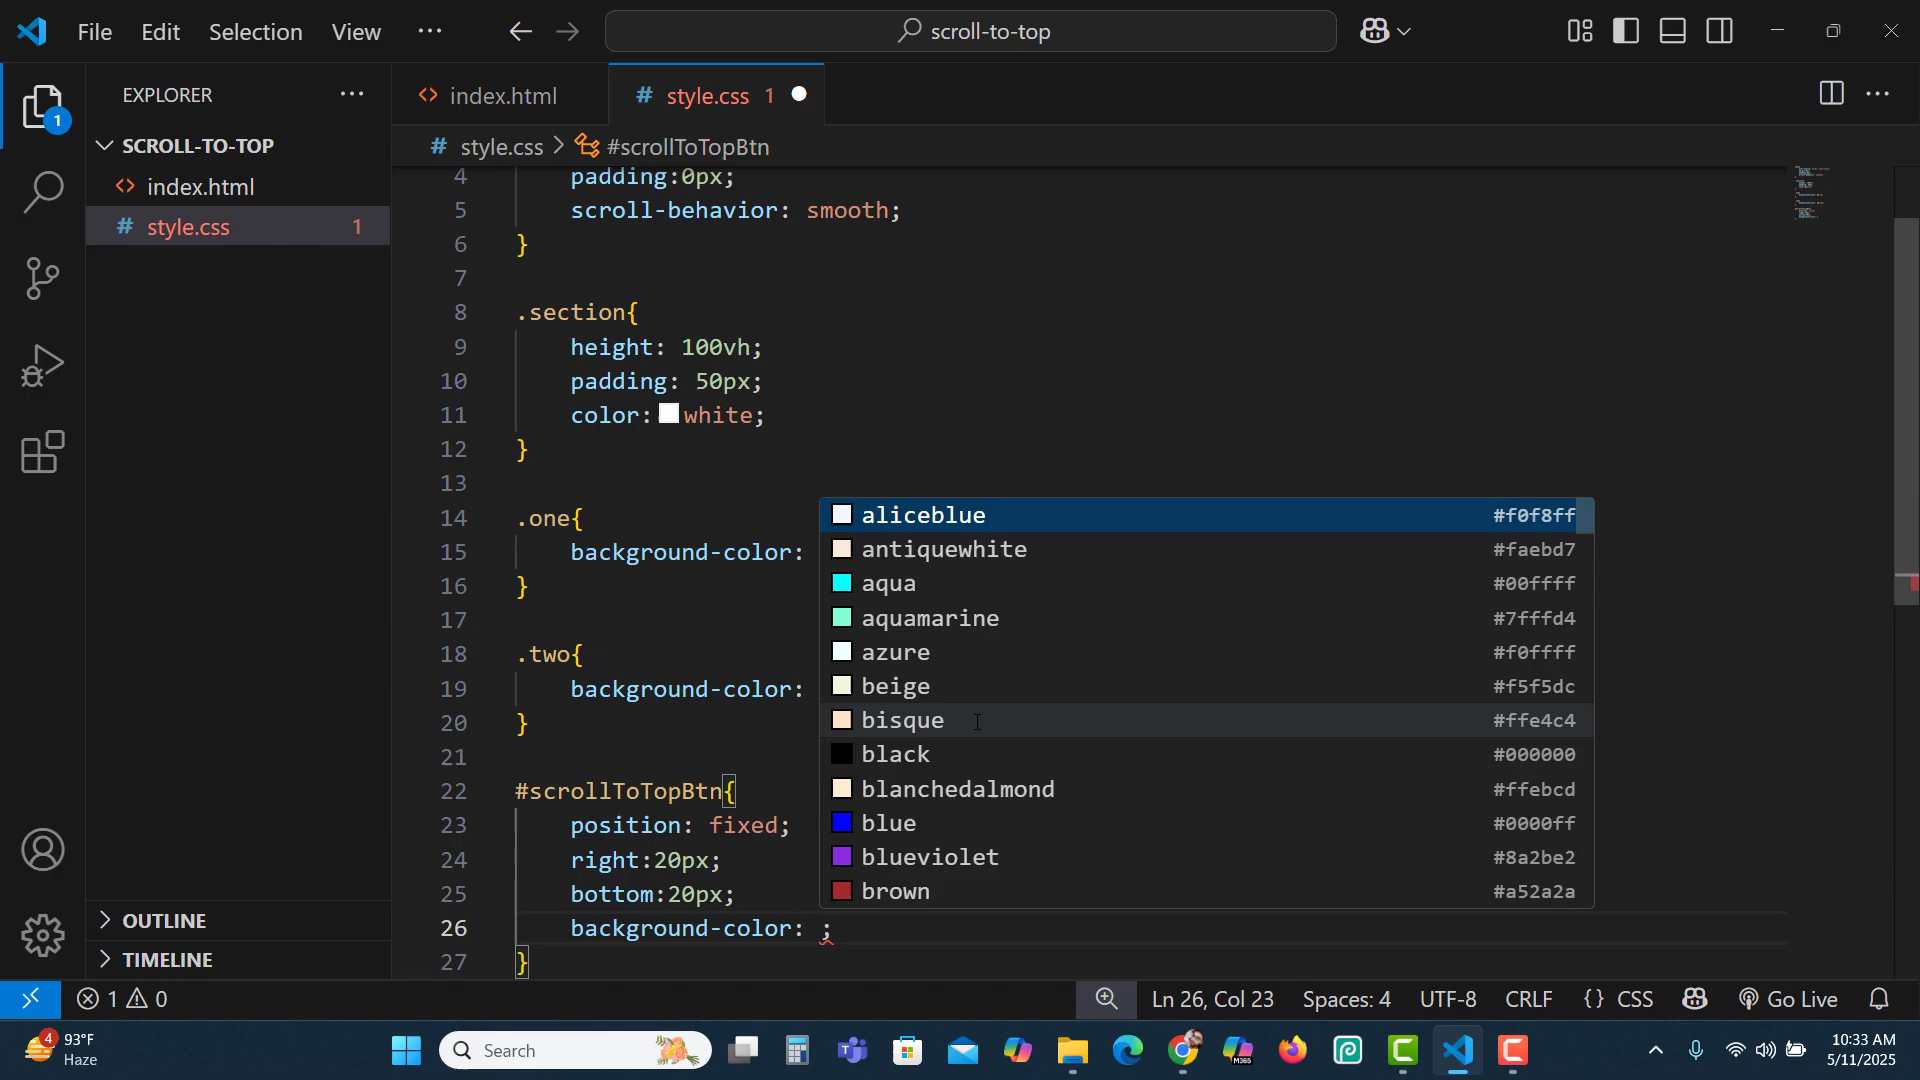 File Edit Selection View ··· scroll-to-top
EXPLORER ···
index.html
# style.css 1
# style.css > #scrollToTopBtn
SCROLL-TO-TOP
index.html
# style.css 1
1
4 padding:0px;
5 scroll-behavior: smooth;
6 }
7
8 .section{
9 height: 100vh;
10 padding: 50px;
11 color: white;
12 }
13
14 .one{
15 background-color:
16 }
17
18 .two{
19 background-color:
20 }
21
22 #scrollToTopBtn{
23 position: fixed;
24 right:20px;
25 bottom:20px;
26 background-color: ;
27 }
aliceblue #f0f8ff
antiquewhite #faebd7
aqua #00ffff
aquamarine #7fffd4
azure #f0ffff
beige #f5f5dc
bisque #ffe4c4
black #000000
blanchedalmond #ffebcd
blue #0000ff
blueviolet #8a2be2
brown #a52a2a
OUTLINE
TIMELINE
1 0 Ln 26, Col 23 Spaces: 4 UTF-8 CRLF {} CSS Go Live
4 93°F
Haze
Search
M365
10:33 AM
5/11/2025